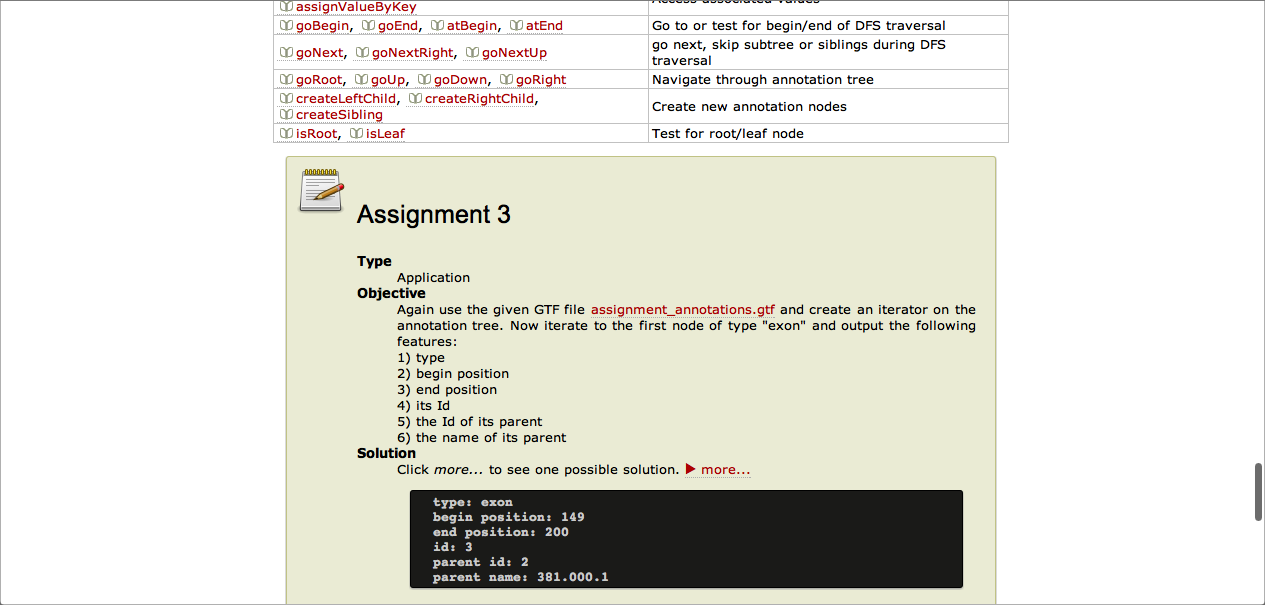 Access associated values
assignValueByKey
goBegin, goEnd, atBegin, atEnd
Go to or test for begin/end of DFS traversal
goNext, goNextRight, goNextUp
go next, skip subtree or siblings during DFS
traversal
goRoot, goUp, goDown, goRight
Navigate through annotation tree
createLeftChild, createRightChild,
createSibling
Create new annotation nodes
isRoot, isLeaf
Test for root/leaf node
Assignment 3
Type
Application
Objective
Again use the given GTF file assignment_annotations.gtf and create an iterator on the
annotation tree. Now iterate to the first node of type "exon" and output the following
features:
1) type
2) begin position
3) end position
4) its Id
5) the Id of its parent
6) the name of its parent
Solution
Click more... to see one possible solution. more...
type: exon
begin position: 149
end position: 200
id: 3
parent id: 2
parent name: 381.000.1